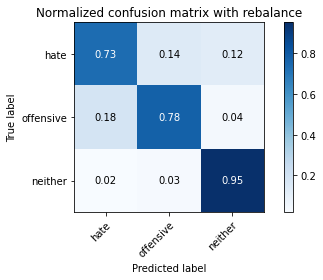 Normalized confusion matrix with rebalance
True label
hate 0.73 0.14 0.12
offensive 0.18 0.78 0.04
neither 0.02 0.03 0.95
hate offensive neither
Predicted label
0.8
0.6
0.4
0.2